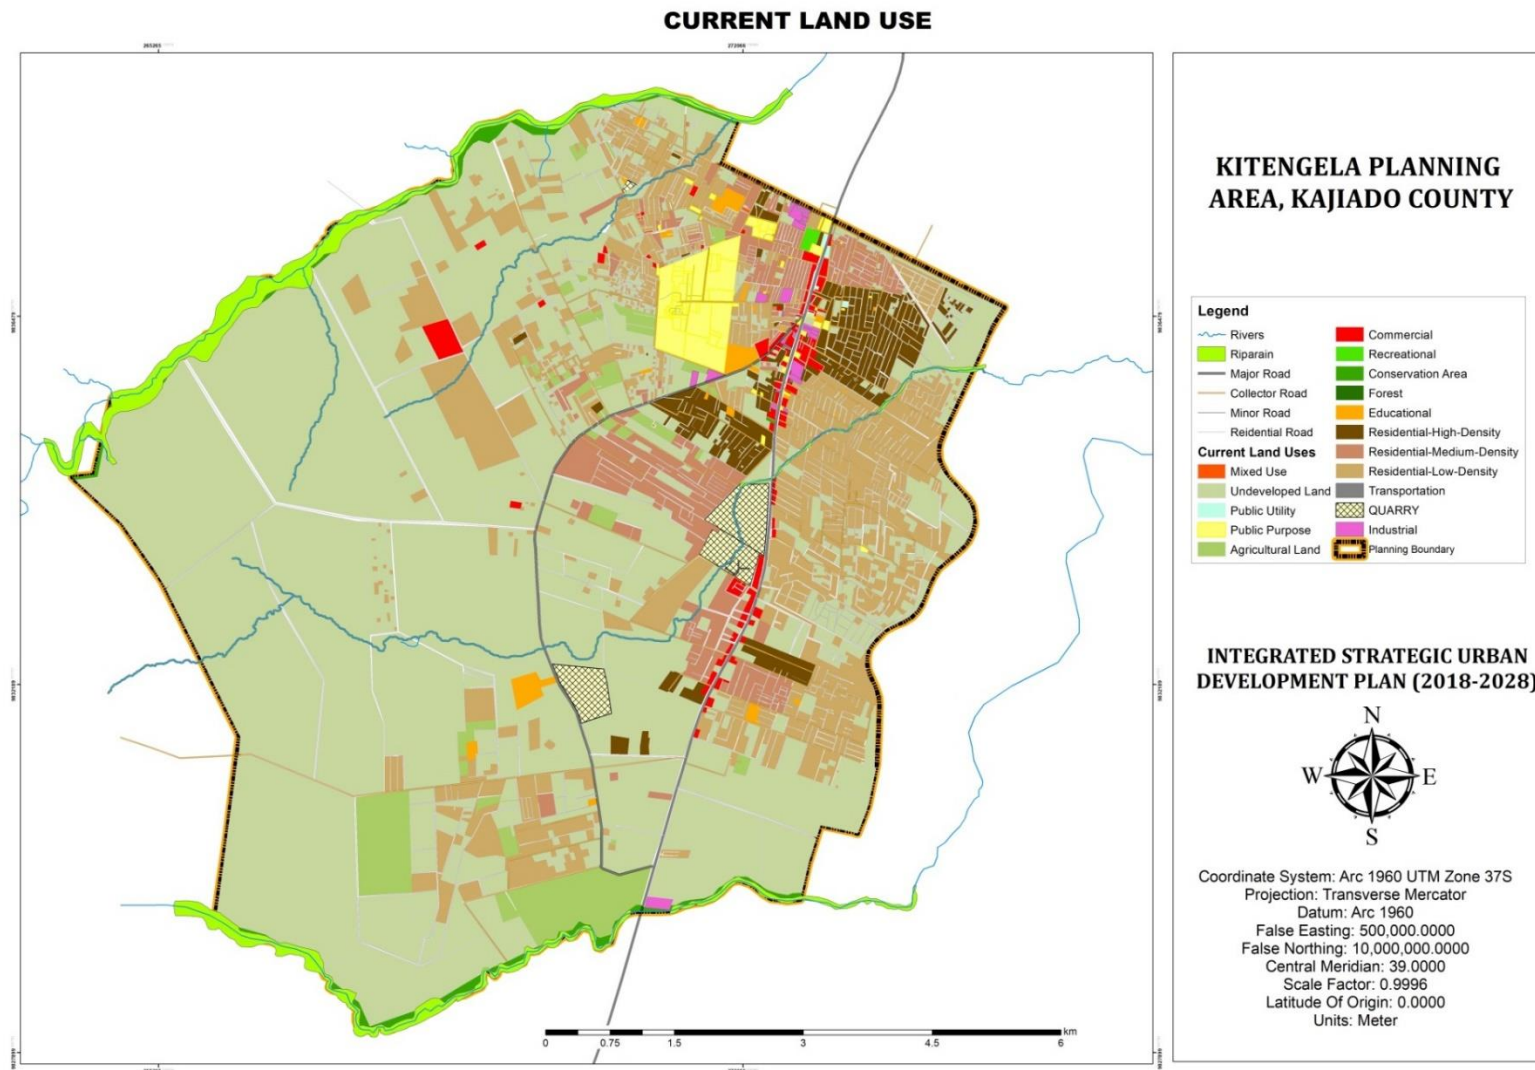 CURRENT LAND USE
KITENGELA PLANNING
AREA, KAJIADO COUNTY
Legend
Rivers
Riparain
Major Road
Collector Road
Minor Road
Reidential Road
Current Land Uses
Mixed Use
Undeveloped Land
Public Utility
Public Purpose
Agricultural Land
Commercial
Recreational
Conservation Area
Forest
Educational
Residential-High-Density
Residential-Medium-Density
Residential-Low-Density
Transportation
QUARRY
Industrial
Planning Boundary
INTEGRATED STRATEGIC URBAN
DEVELOPMENT PLAN (2018-2028)
N
W E
S
Coordinate System: Arc 1960 UTM Zone 37S
Projection: Transverse Mercator
Datum: Arc 1960
False Easting: 500,000.0000
False Northing: 10,000,000.0000
Central Meridian: 39.0000
Scale Factor: 0.9996
Latitude Of Origin: 0.0000
Units: Meter
km
0 0.75 1.5 3 4.5 6